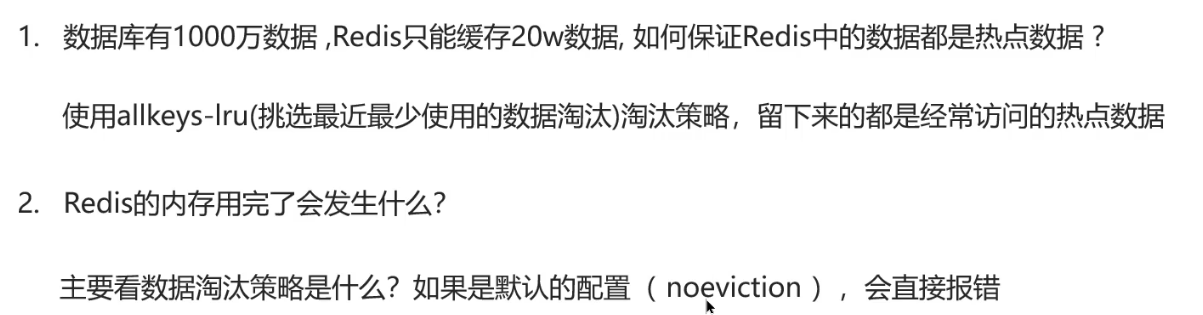 1. 数据库有1000万数据 ,Redis只能缓存20w数据, 如何保证Redis中的数据都是热点数据 ?
使用allkeys-lru(挑选最近最少使用的数据淘汰)淘汰策略，留下来的都是经常访问的热点数据
2. Redis的内存用完了会发生什么?
主要看数据淘汰策略是什么? 如果是默认的配置（ noeviction ），会直接报错